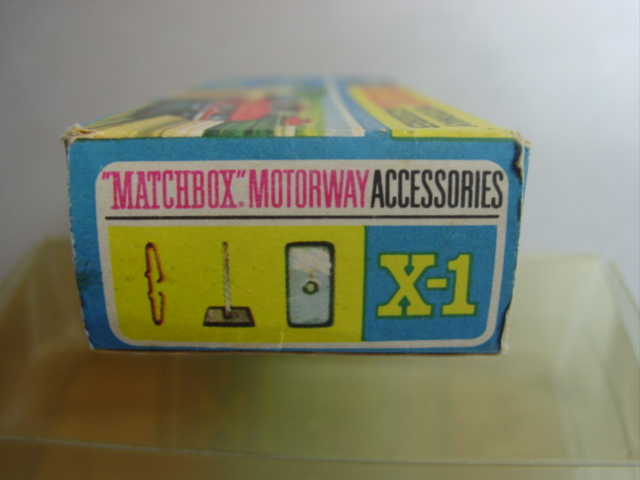 "MATCHBOX" MOTORWAY ACCESSORIES
X-1